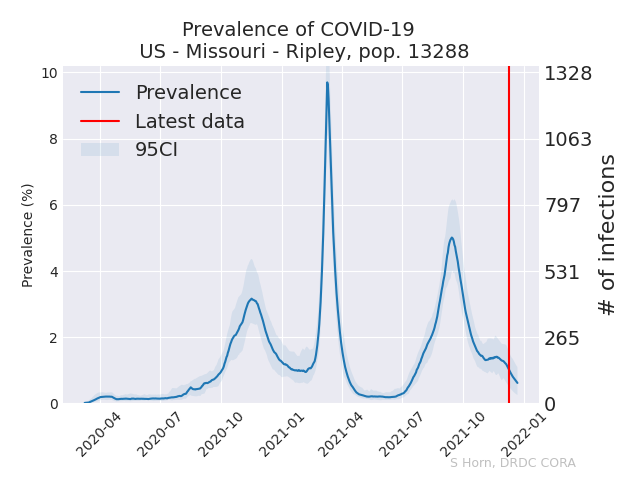 Prevalence of COVID-19
US - Missouri - Ripley, pop. 13288
Prevalence
Latest data
95CI
Prevalence (%)
10
8
6
4
2
0
1328
1063
797
531
265
0
# of infections
2020-04
2020-07
2020-10
2021-01
2021-04
2021-07
2021-10
2022-01
S Horn, DRDC CORA